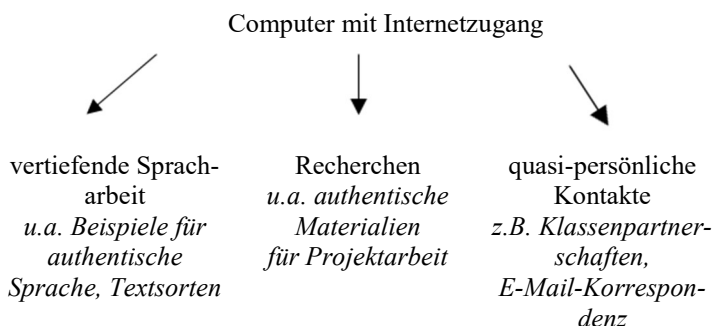 Computer mit Internetzugang
vertiefende Sprach-
arbeit
u.a. Beispiele für
authentische
Sprache, Textsorten
Recherchen
u.a. authentische
Materialien
für Projektarbeit
quasi-persönliche
Kontakte
z.B. Klassenpartner-
schaften,
E-Mail-Korrespon-
denz